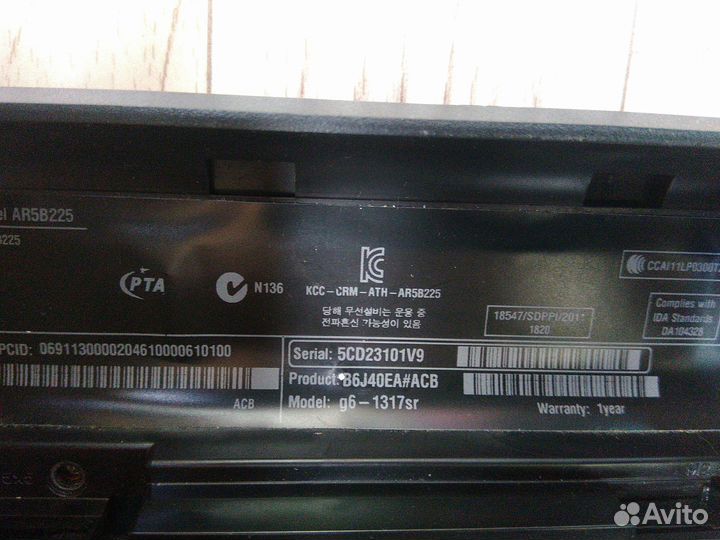 el AR5B225
225
PTA
N136
KCC-CRM-ATH-AR5B225
당해 무선설비는 운용 중
전파혼신 가능성이 있음
18547/SDPPI/2011
1820
Complies with
IDA Standards
DA104328
PCID: 0691130000204610000610100
ACB
Serial: 5CD23101V9
Product: B6J40EA#ACB
Model: g6-1317sr
Warranty: 1year
Avito